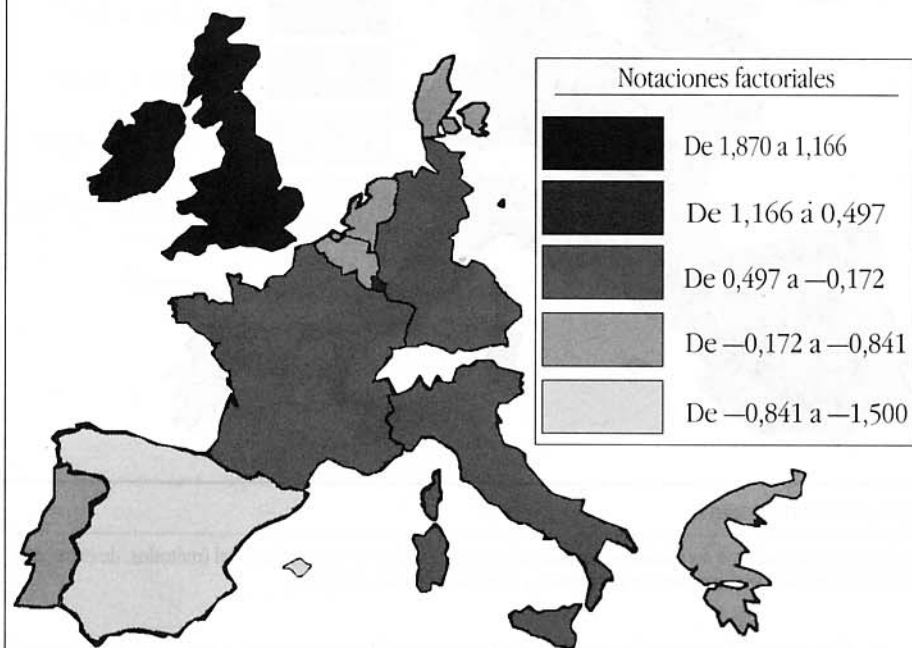 Notaciones factoriales
De 1,870 a 1,166
De 1,166 a 0,497
De 0,497 a —0,172
De —0,172 a —0,841
De —0,841 a —1,500